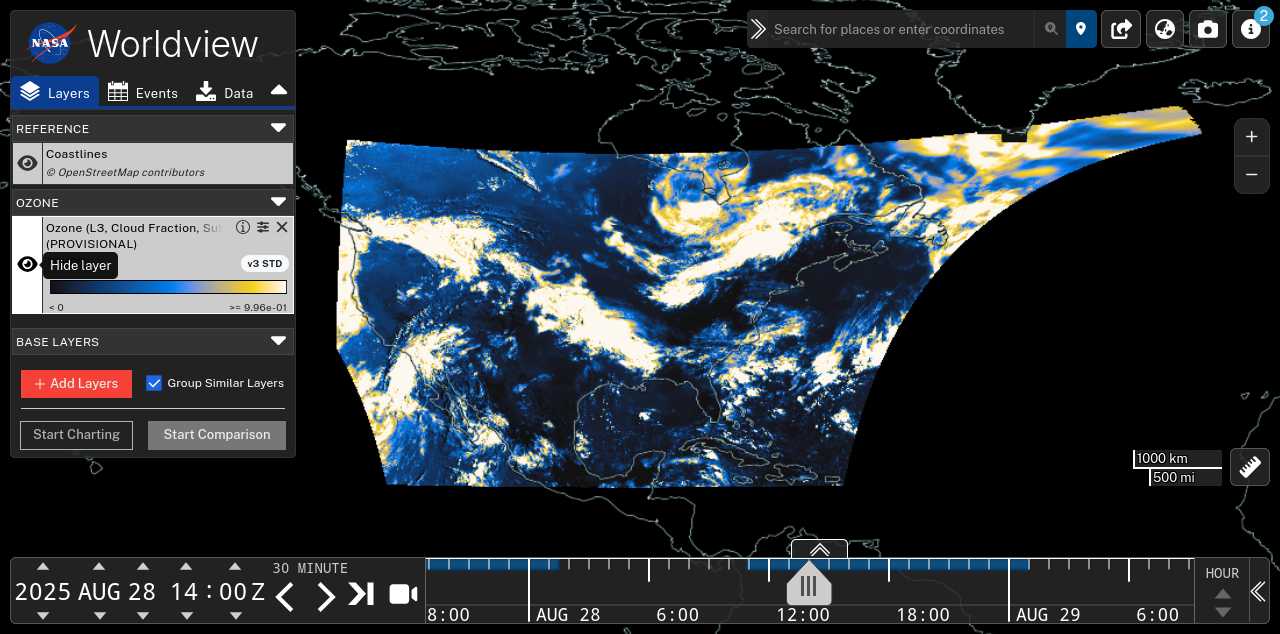 NASA
Worldview
Layers
Events
Data
REFERENCE
Coastlines
© OpenStreetMap contributors
OZONE
Ozone (L3, Cloud Fraction, Su
(PROVISIONAL)
Hide layer
v3 STD
< 0
>= 9.96e-01
BASE LAYERS
+ Add Layers
Group Similar Layers
Start Charting
Start Comparison
Search for places or enter coordinates
2
+
−
1000 km
500 mi
2025 AUG 28 14:00Z
30 MINUTE
8:00
AUG 28
6:00
12:00
18:00
AUG 29
6:00
HOUR